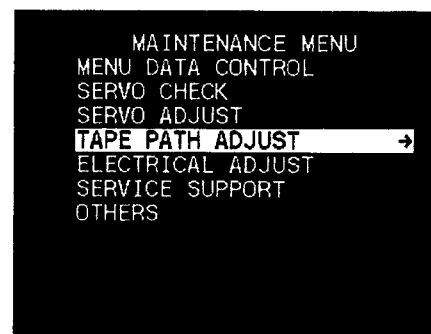 MAINTENANCE MENU
MENU DATA CONTROL
SERVO CHECK
SERVO ADJUST
TAPE PATH ADJUST →
ELECTRICAL ADJUST
SERVICE SUPPORT
OTHERS